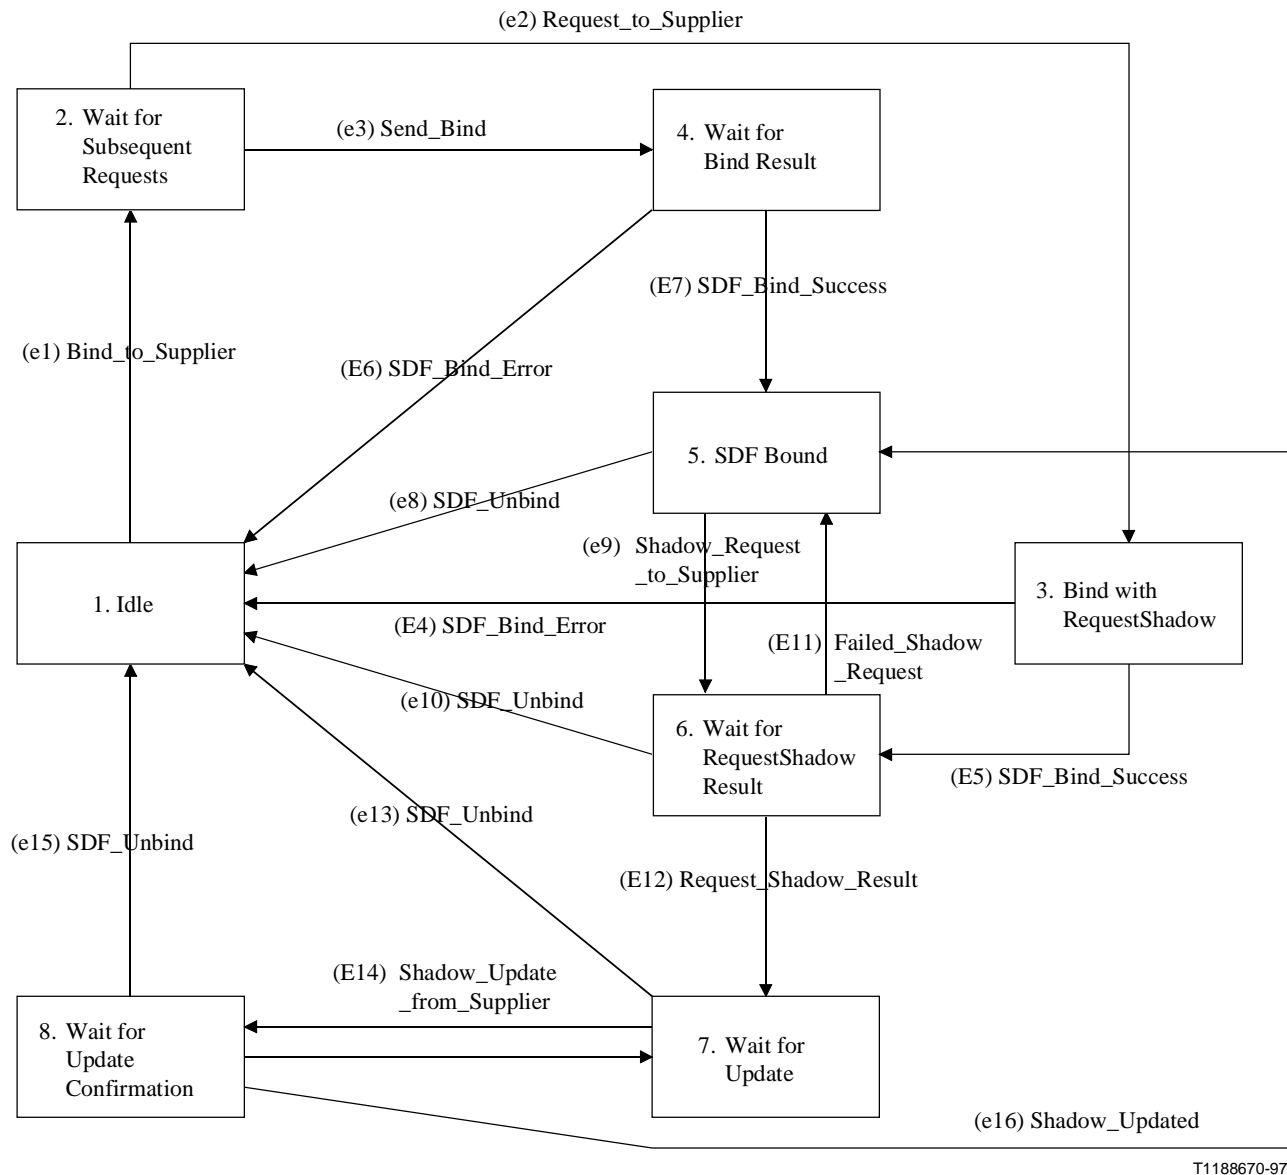 (e2) Request_to_Supplier
2. Wait for
Subsequent
Requests
(e3) Send_Bind
4. Wait for
Bind Result
(E7) SDF_Bind_Success
(e1) Bind_to_Supplier
(E6) SDF_Bind_Error
5. SDF Bound
(e8) SDF_Unbind
(e9) Shadow_Request
_to_Supplier
1. Idle
3. Bind with
RequestShadow
(E4) SDF_Bind_Error
(E11) Failed_Shadow
_Request
(e10) SDF_Unbind
6. Wait for
RequestShadow
Result
(E5) SDF_Bind_Success
(e13) SDF_Unbind
(e15) SDF_Unbind
(E12) Request_Shadow_Result
(E14) Shadow_Update
_from_Supplier
8. Wait for
Update
Confirmation
7. Wait for
Update
(e16) Shadow_Updated
T1188670-97